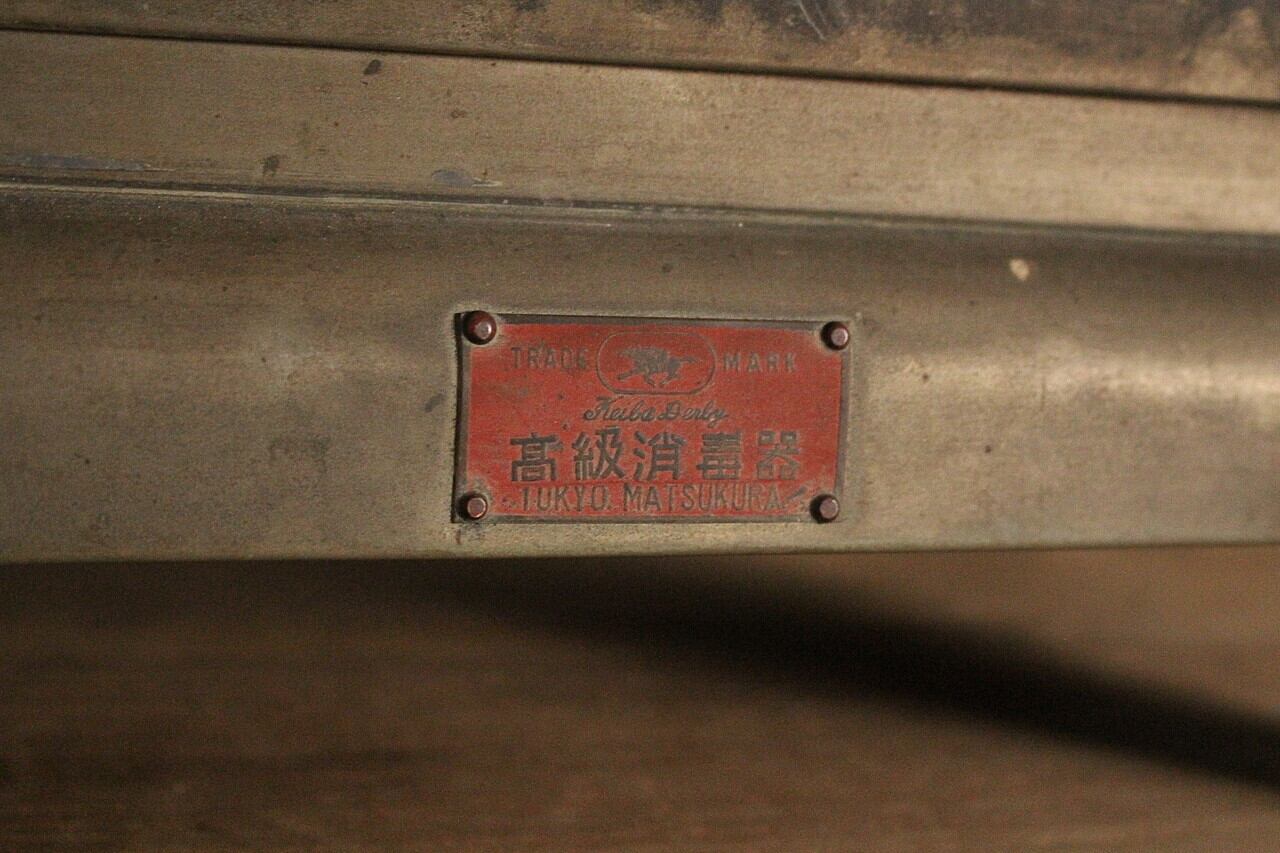 TRADE MARK
Keiba Derby
高級消毒器
TOKYO. MATSUKURA